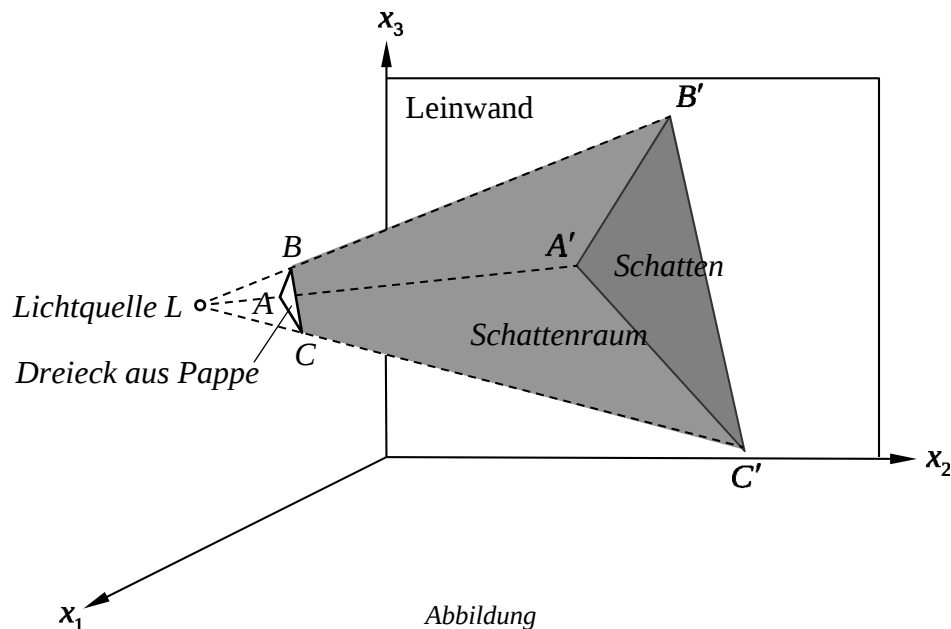 x₃
Leinwand
B′
B
A′
Schatten
Lichtquelle L
A
Schattenraum
C
Dreieck aus Pappe
x₂
C′
x₁
Abbildung